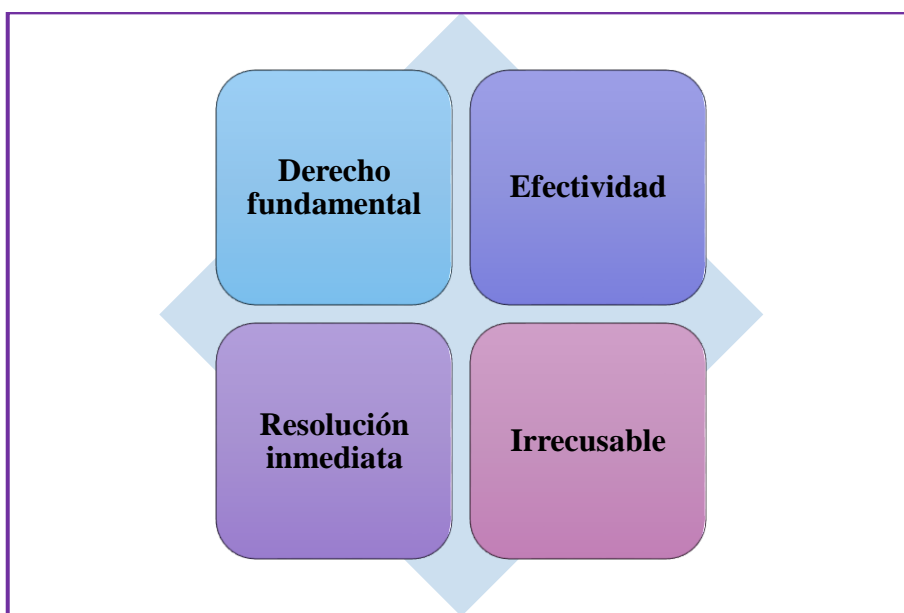 Derecho
fundamental
Efectividad
Resolución
inmediata
Irrecusable